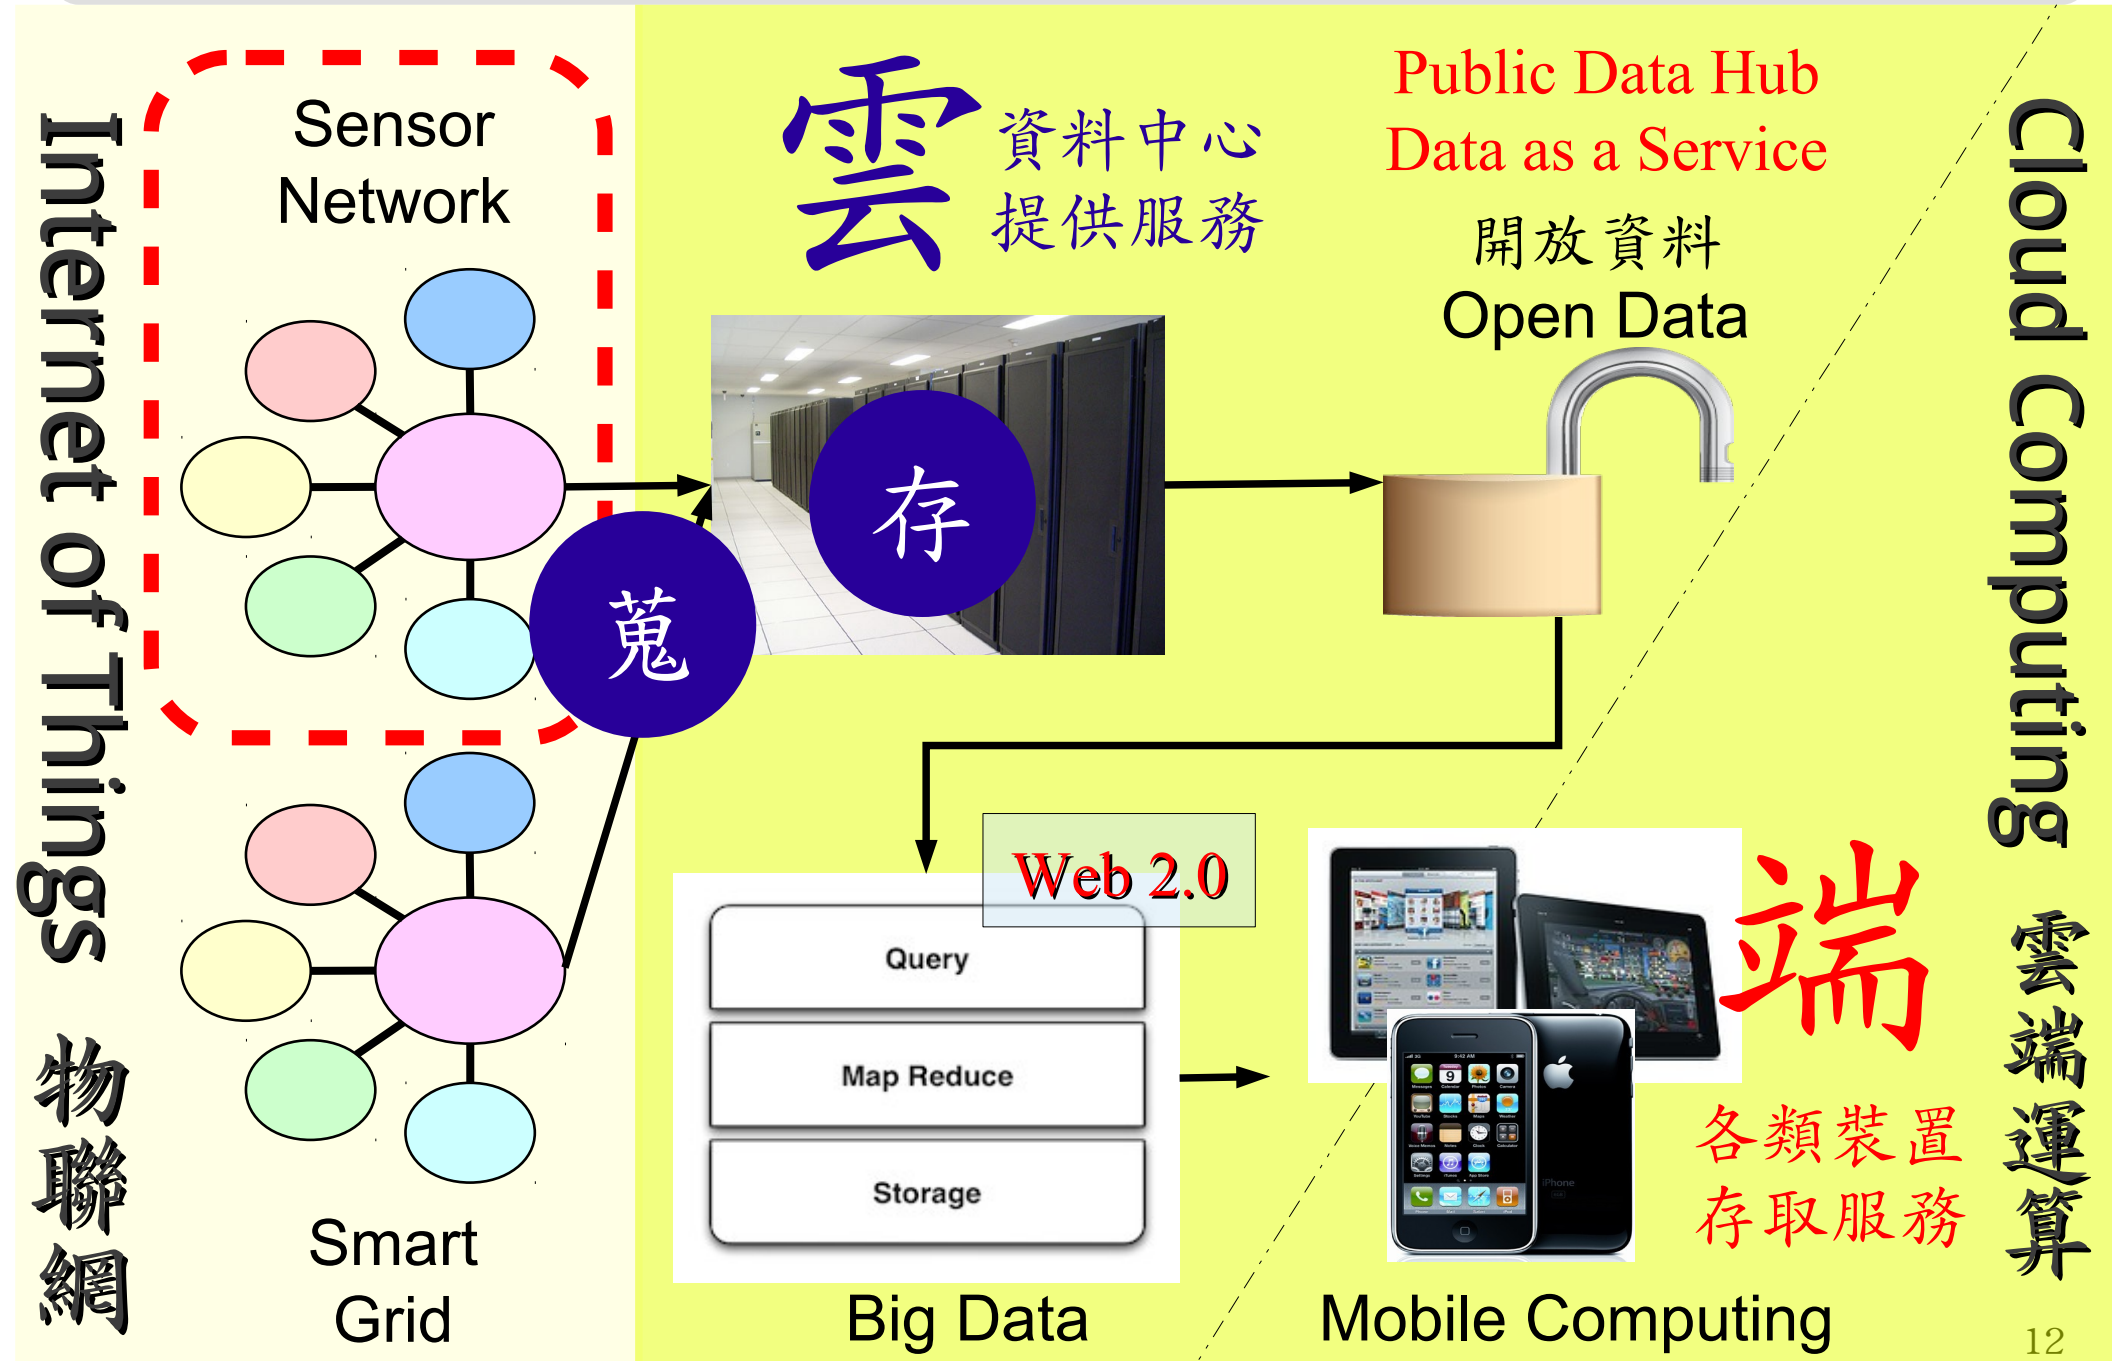 Internet of Things 物聯網
Sensor
Network
Smart
Grid
雲
資料中心
提供服務
蒐
存
Public Data Hub
Data as a Service
開放資料
Open Data
Web 2.0
Query
Map Reduce
Storage
Big Data
端
各類裝置
存取服務
Mobile Computing
Cloud Computing 雲端運算
12